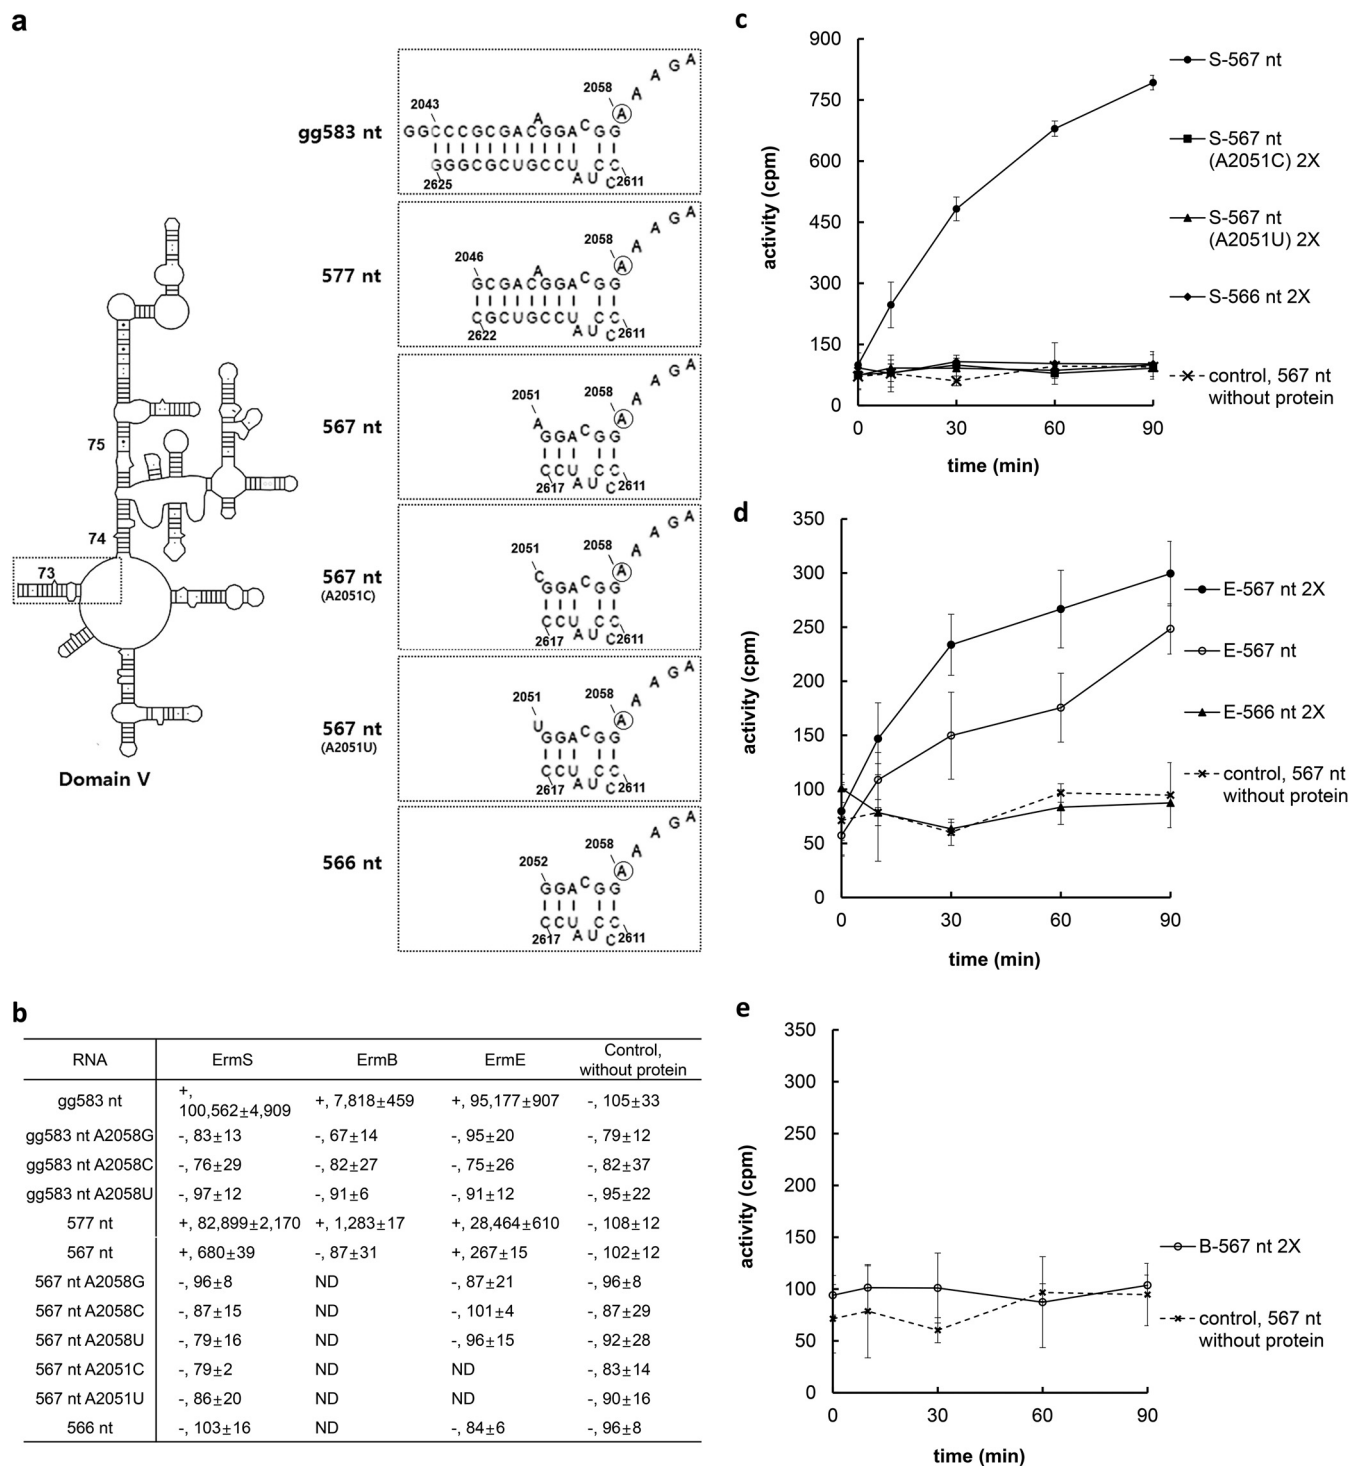 a
gg583 nt
2043
2058
GGCCCGCGACAGGACGGAAAGA
GGGCGCUGCCUAUCCC
2625
2611
577 nt
2046
2058
GCGACAGGACGGAAAGA
CGCUGCCUAUCCC
2622
2611
567 nt
2051
2058
AGGACGGAAAGA
CCUAUCCC
2617
2611
567 nt
(A2051C)
2051
2058
CGGACGGAAAGA
CCUAUCCC
2617
2611
567 nt
(A2051U)
2051
2058
UGGACGGAAAGA
CCUAUCCC
2617
2611
566 nt
2052
2058
GGACGGAAAGA
CCUAUCCC
2617
2611
75
74
73
Domain V
b
RNA ErmS ErmB ErmE Control, without protein
gg583 nt +, 100,562±4,909 +, 7,818±459 +, 95,177±907 -, 105±33
gg583 nt A2058G -, 83±13 -, 67±14 -, 95±20 -, 79±12
gg583 nt A2058C -, 76±29 -, 82±27 -, 75±26 -, 82±37
gg583 nt A2058U -, 97±12 -, 91±6 -, 91±12 -, 95±22
577 nt +, 82,899±2,170 +, 1,283±17 +, 28,464±610 -, 108±12
567 nt +, 680±39 -, 87±31 +, 267±15 -, 102±12
567 nt A2058G -, 96±8 ND -, 87±21 -, 96±8
567 nt A2058C -, 87±15 ND -, 101±4 -, 87±29
567 nt A2058U -, 79±16 ND -, 96±15 -, 92±28
567 nt A2051C -, 79±2 ND ND -, 83±14
567 nt A2051U -, 86±20 ND ND -, 90±16
566 nt -, 103±16 ND -, 84±6 -, 96±8
c
activity (cpm)
900
750
600
450
300
150
0
0 30 60 90
time (min)
S-567 nt
S-567 nt
(A2051C) 2X
S-567 nt
(A2051U) 2X
S-566 nt 2X
control, 567 nt
without protein
d
activity (cpm)
350
300
250
200
150
100
50
0
0 30 60 90
time (min)
E-567 nt 2X
E-567 nt
E-566 nt 2X
control, 567 nt
without protein
e
activity (cpm)
350
300
250
200
150
100
50
0
0 30 60 90
time (min)
B-567 nt 2X
control, 567 nt
without protein